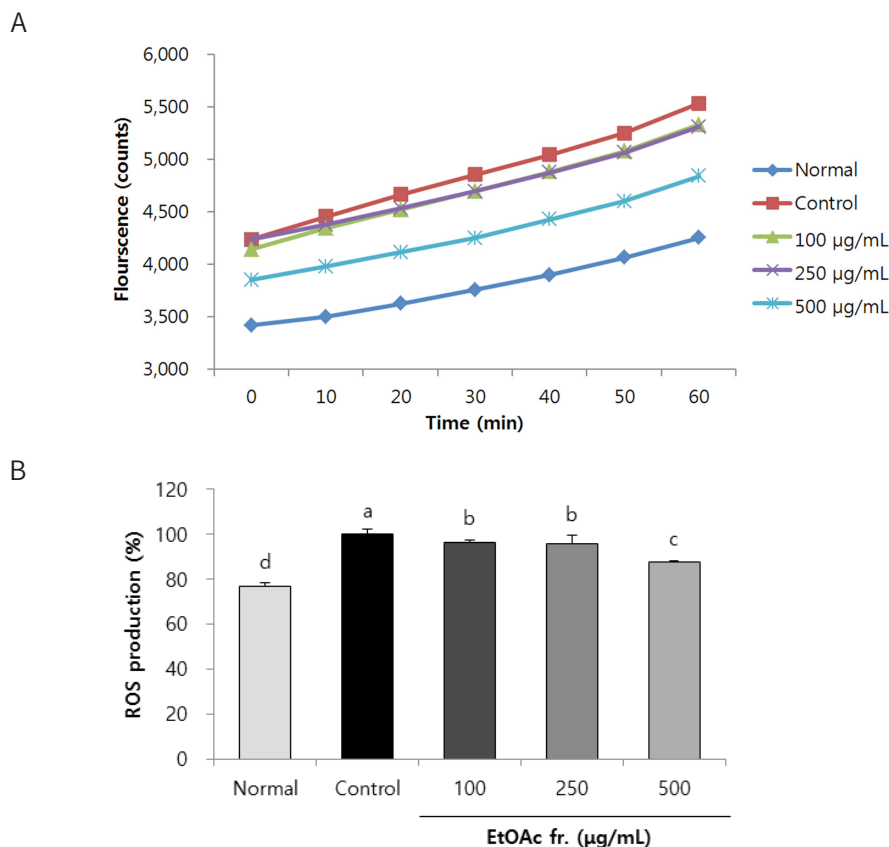 A
6,000
5,500
5,000
4,500
4,000
3,500
3,000
Flourscence (counts)
0 10 20 30 40 50 60
Time (min)
Normal
Control
100 µg/mL
250 µg/mL
500 µg/mL
B
120
100
80
60
40
20
0
ROS production (%)
d a b b c
Normal Control 100 250 500
EtOAc fr. (µg/mL)